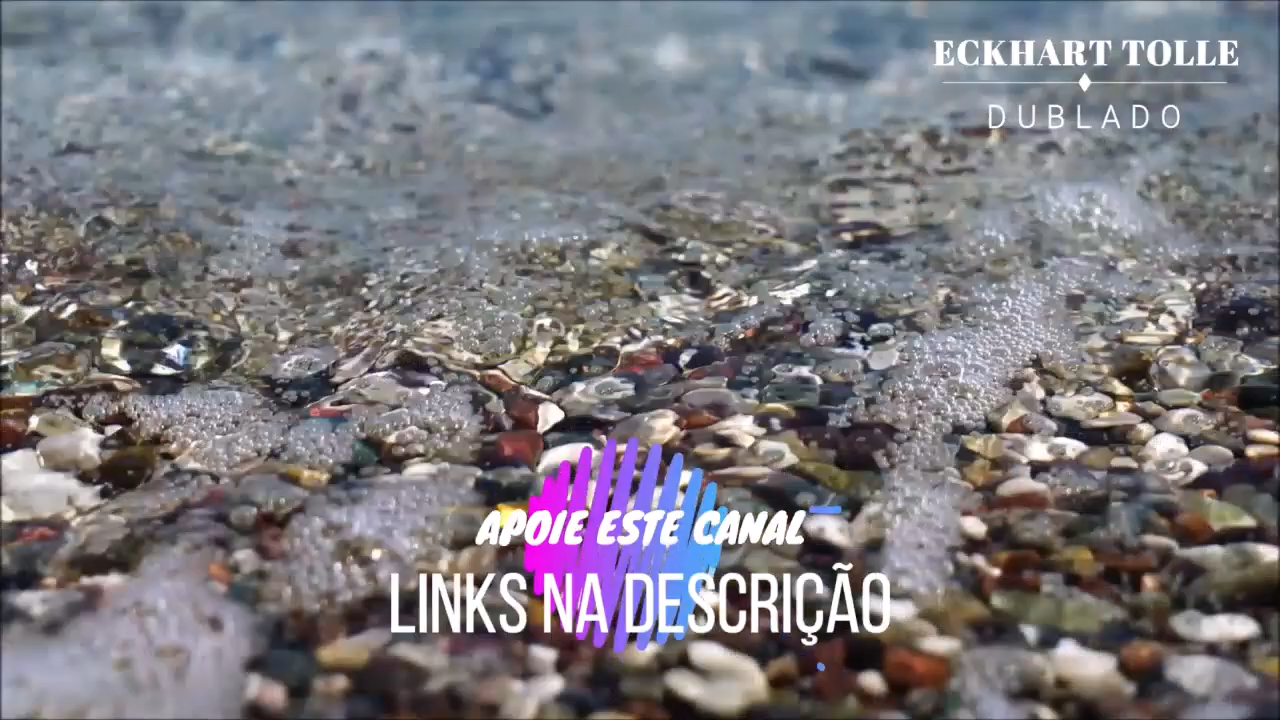 ECKHART TOLLE
DUBLADO
APOIE ESTE CANAL
LINKS NA DESCRIÇÃO